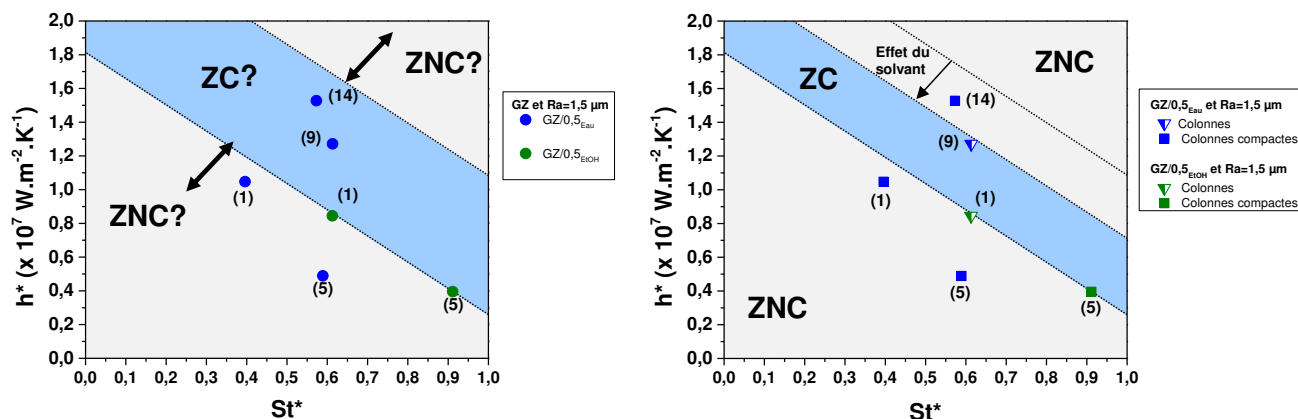 2,0
1,8
1,6
1,4
1,2
1,0
0,8
0,6
0,4
0,2
0,0
h* (x 10⁷ W.m⁻².K⁻¹)
ZNC?
ZC?
(14)
(9)
(1)
(1)
ZNC?
(5)
(5)
0,0 0,1 0,2 0,3 0,4 0,5 0,6 0,7 0,8 0,9 1,0
St*
GZ et Ra=1,5 µm
GZ/0,5Eau
GZ/0,5EtOH
2,0
1,8
1,6
1,4
1,2
1,0
0,8
0,6
0,4
0,2
0,0
h* (x 10⁷ W.m⁻².K⁻¹)
Effet du
solvant
ZNC
ZC
(14)
(9)
(1)
(1)
ZNC
(5)
(5)
0,0 0,1 0,2 0,3 0,4 0,5 0,6 0,7 0,8 0,9 1,0
St*
GZ/0,5Eau et Ra=1,5 µm
Colonnes
Colonnes compactes
GZ/0,5EtOH et Ra=1,5 µm
Colonnes
Colonnes compactes